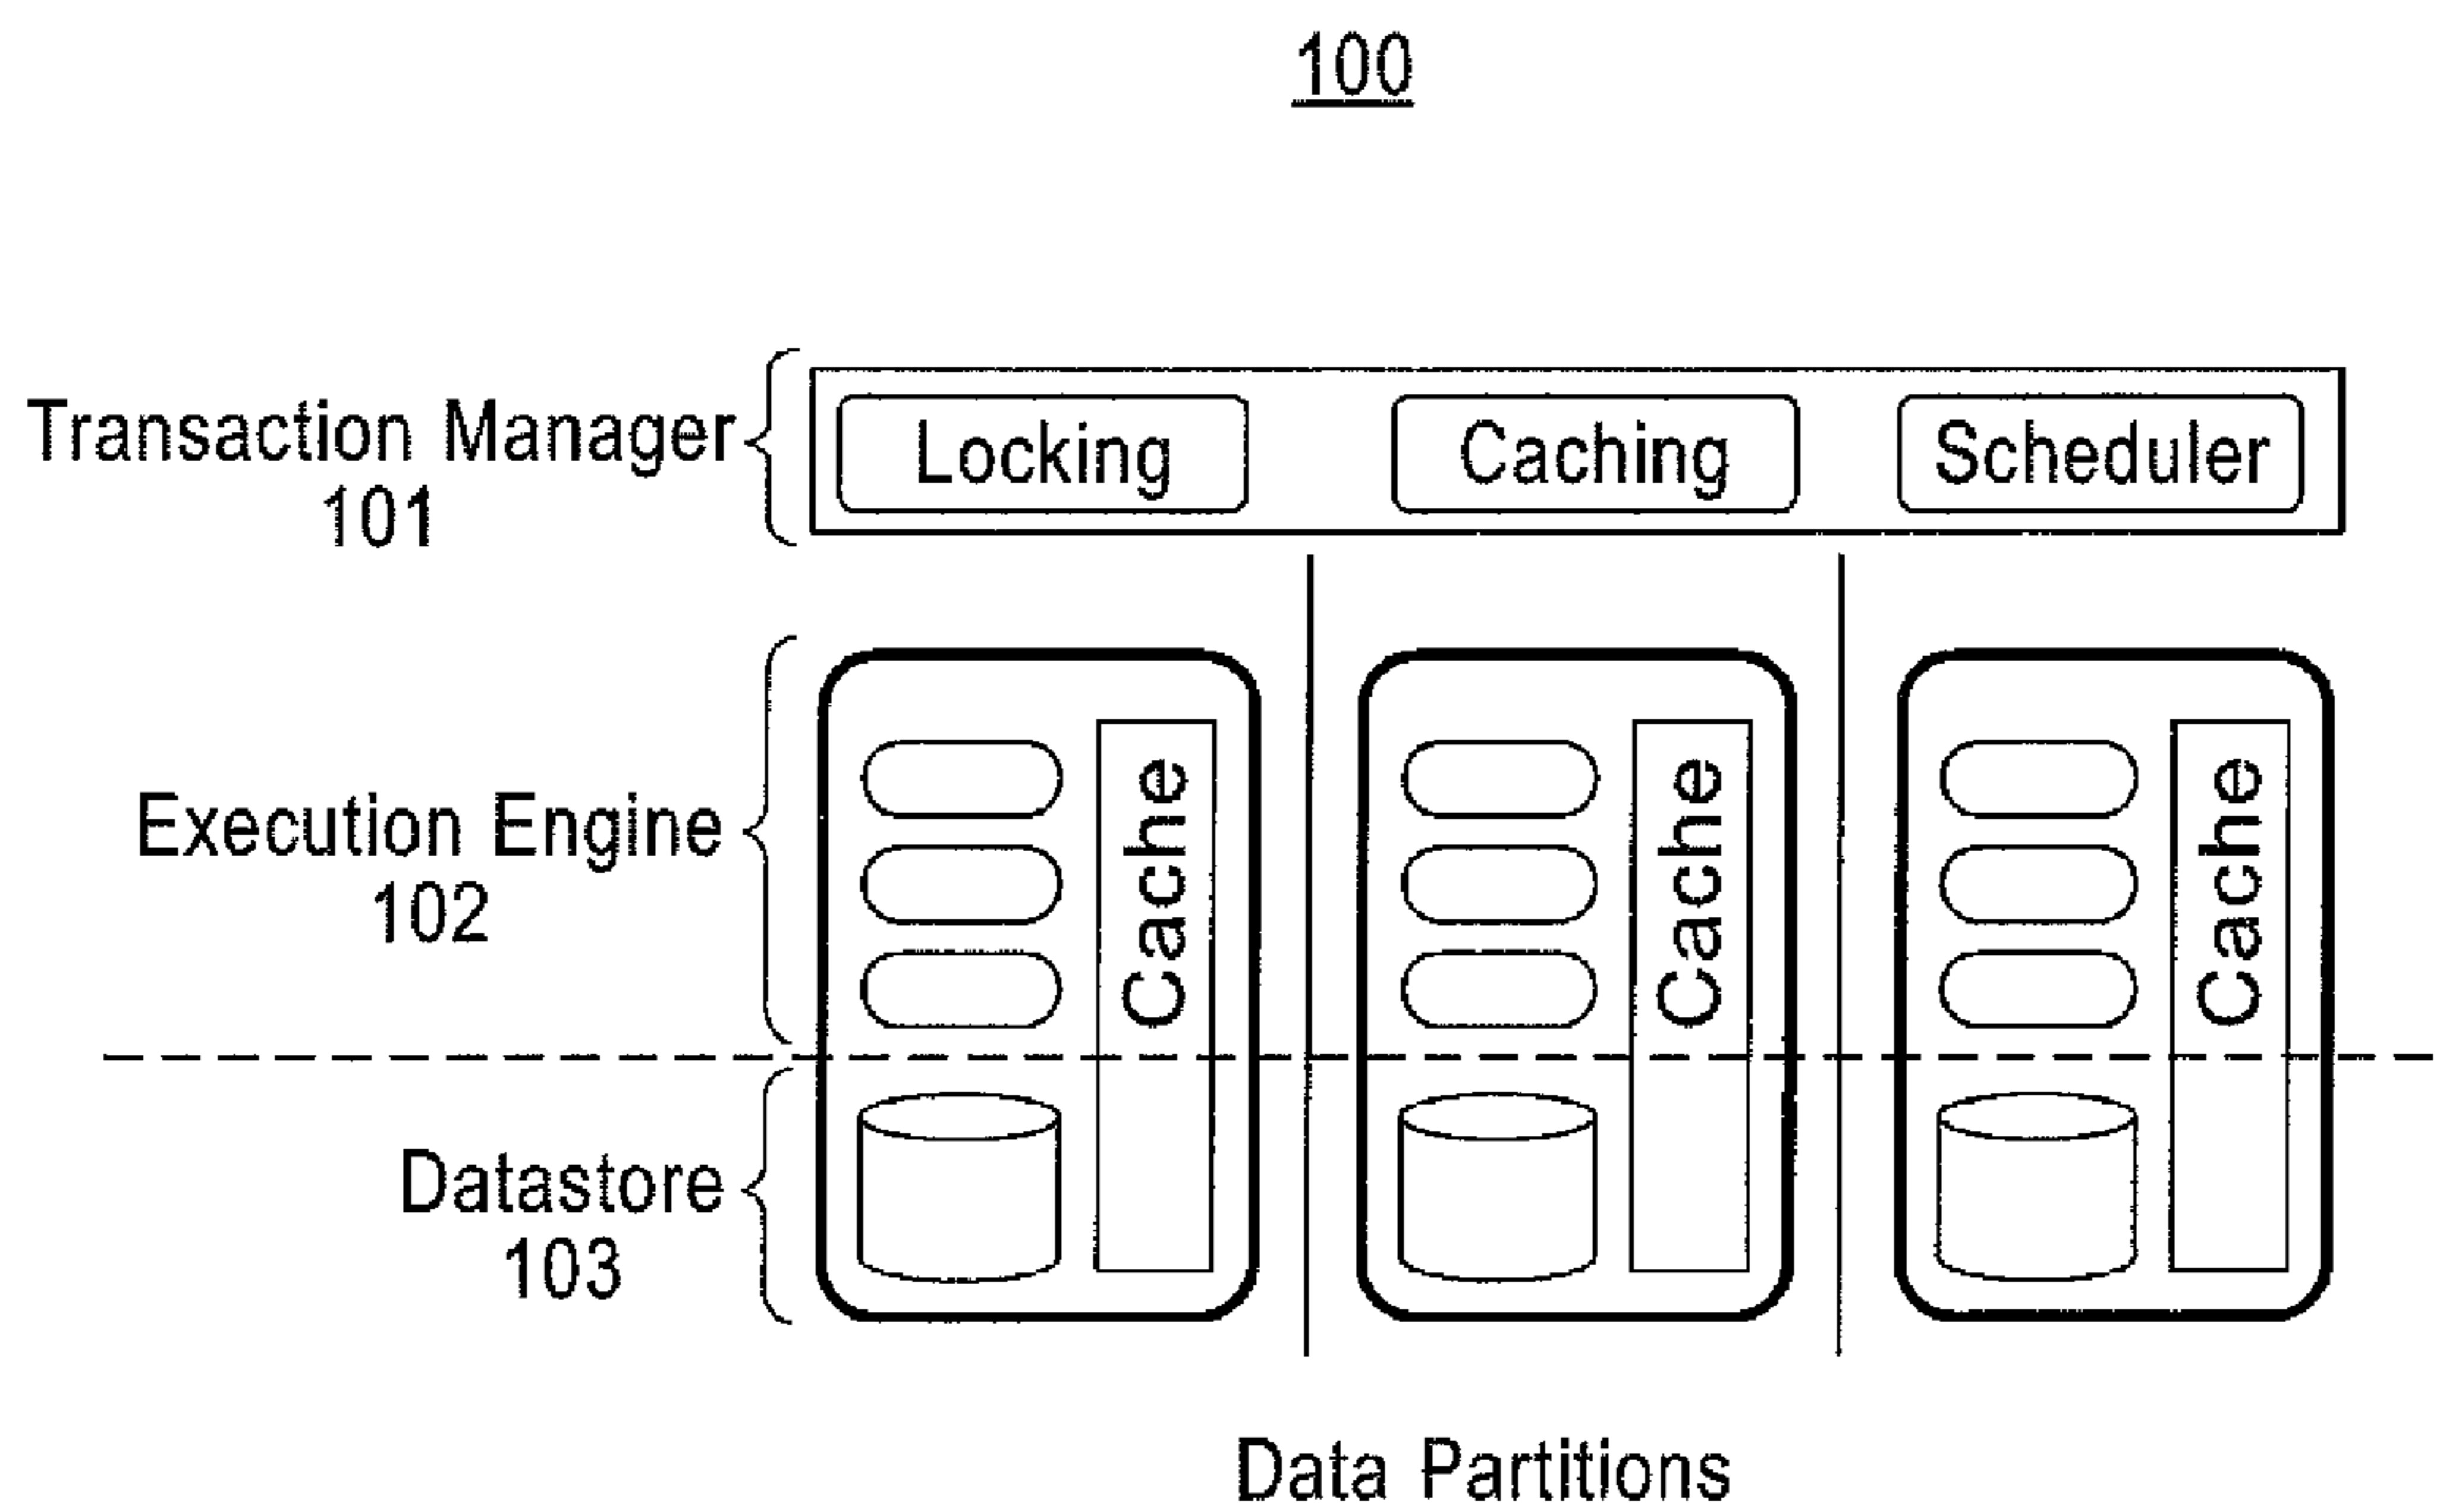 100
Transaction Manager
101
Locking
Caching
Scheduler
Execution Engine
102
Cache
Cache
Cache
Datastore
103
Data Partitions